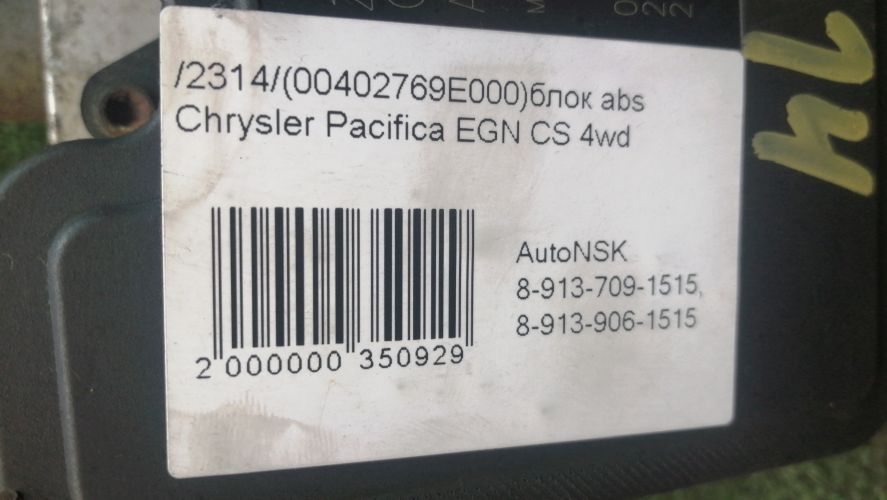 /2314/(00402769E000)блок abs
Chrysler Pacifica EGN CS 4wd
AutoNSK
8-913-709-1515,
8-913-906-1515
2 000000 350929